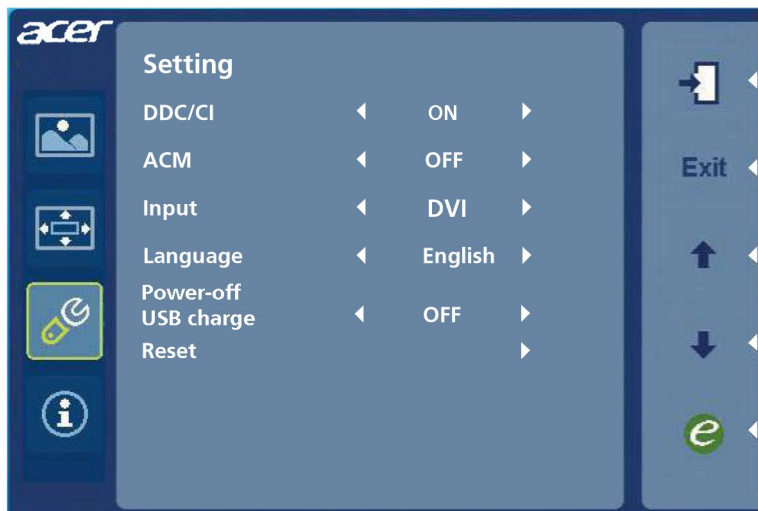 acer
Setting
DDC/CI ON
ACM OFF
Input DVI
Language English
Power-off
USB charge OFF
Reset
Exit
e